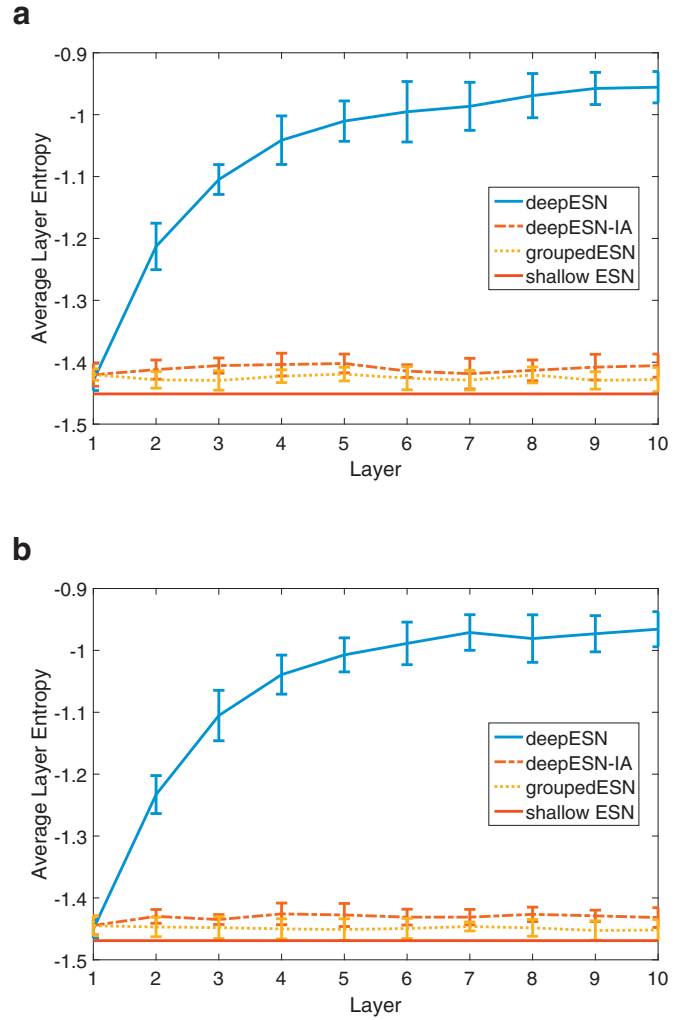 a
-0.9
-1
-1.1
-1.2
-1.3
-1.4
-1.5
Average Layer Entropy
deepESN
deepESN-IA
groupedESN
shallow ESN
1 2 3 4 5 6 7 8 9 10
Layer
b
-0.9
-1
-1.1
-1.2
-1.3
-1.4
-1.5
Average Layer Entropy
deepESN
deepESN-IA
groupedESN
shallow ESN
1 2 3 4 5 6 7 8 9 10
Layer